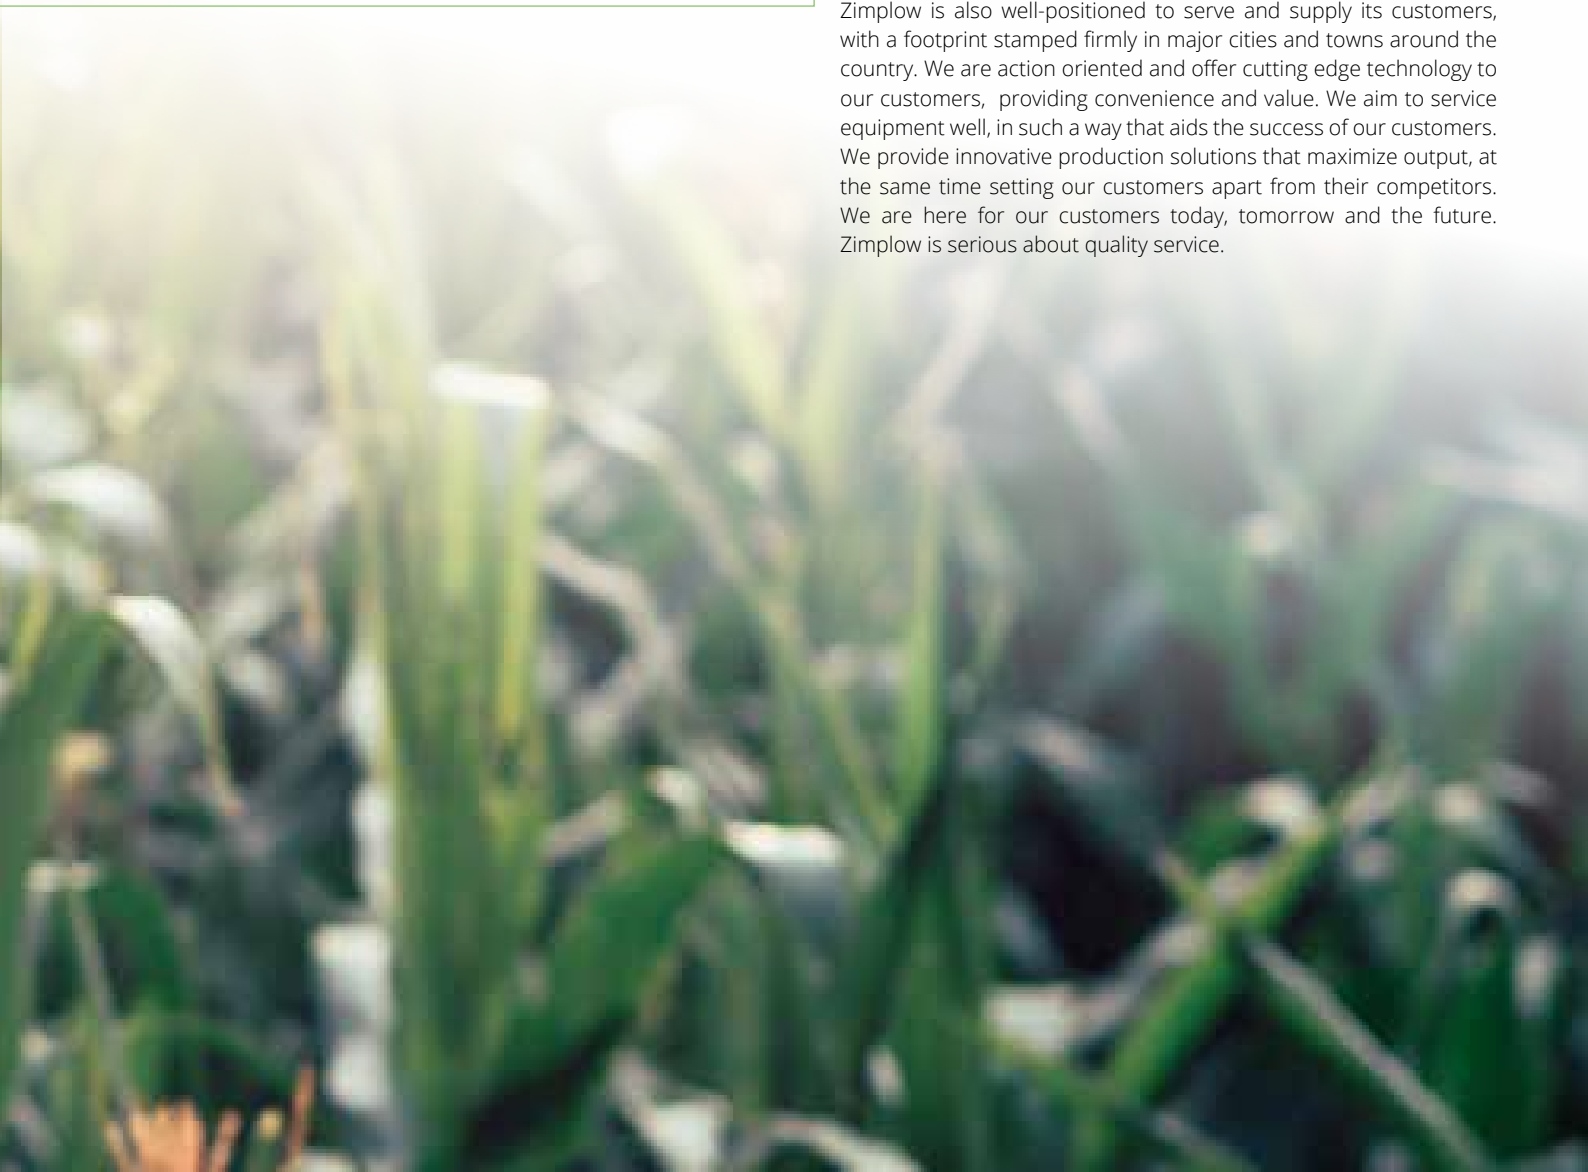 Zimplow is also well-positioned to serve and supply its customers,
with a footprint stamped firmly in major cities and towns around the
country. We are action oriented and offer cutting edge technology to
our customers,  providing convenience and value. We aim to service
equipment well, in such a way that aids the success of our customers.
We provide innovative production solutions that maximize output, at
the same time setting our customers apart from their competitors.
We are here for our customers today, tomorrow and the future.
Zimplow is serious about quality service.